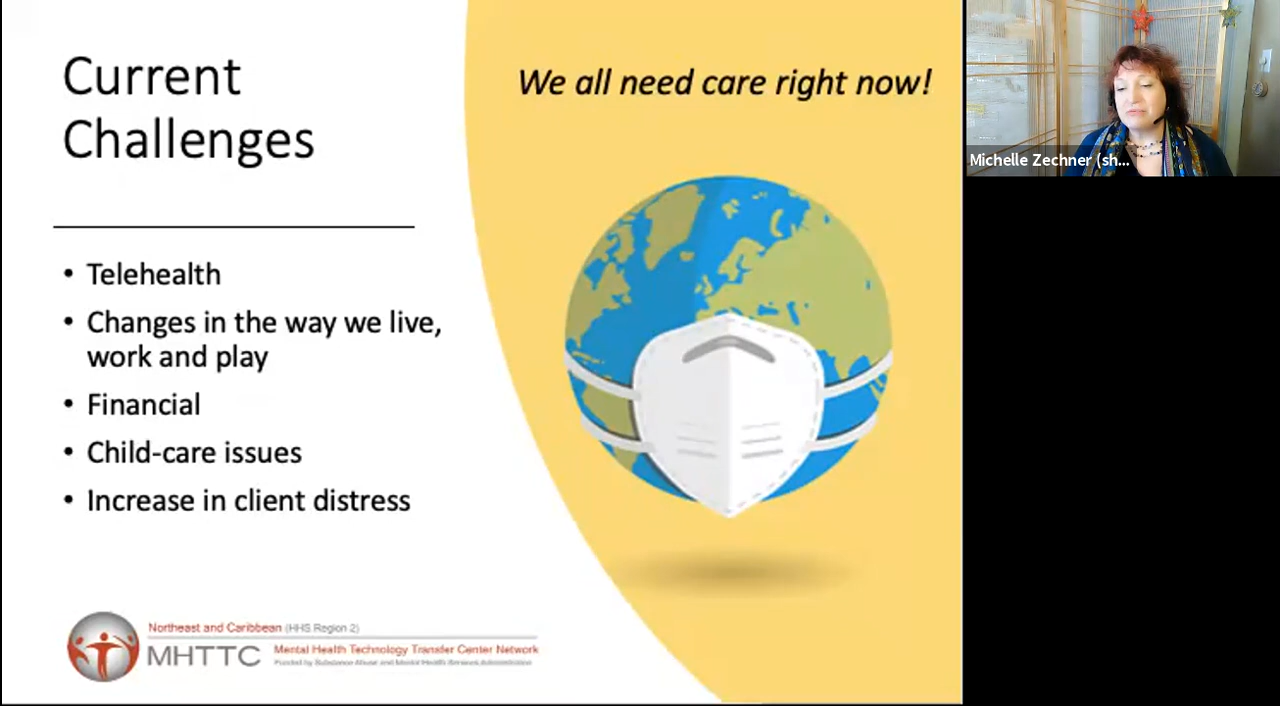 Current
Challenges
We all need care right now!
• Telehealth
• Changes in the way we live,
work and play
• Financial
• Child-care issues
• Increase in client distress
Northeast and Caribbean (HHS Region 2)
MHTTC
Mental Health Technology Transfer Center Network
Funded by Substance Abuse and Mental Health Services Administration
Michelle Zechner (sh...